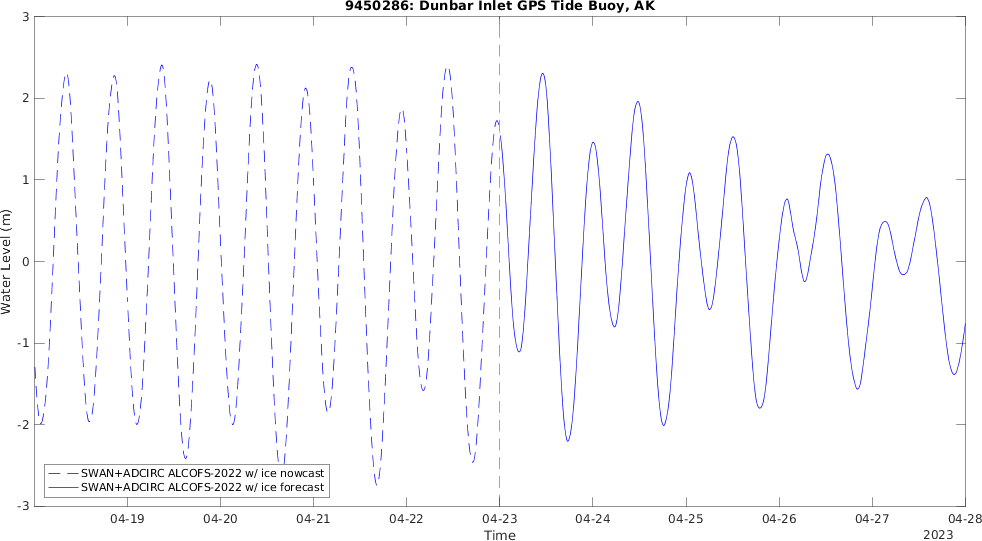 9450286: Dunbar Inlet GPS Tide Buoy, AK
Water Level (m)
3
2
1
0
-1
-2
-3
SWAN+ADCIRC ALCOFS-2022 w/ ice nowcast
SWAN+ADCIRC ALCOFS-2022 w/ ice forecast
04-19 04-20 04-21 04-22 04-23 04-24 04-25 04-26 04-27 04-28
Time
2023